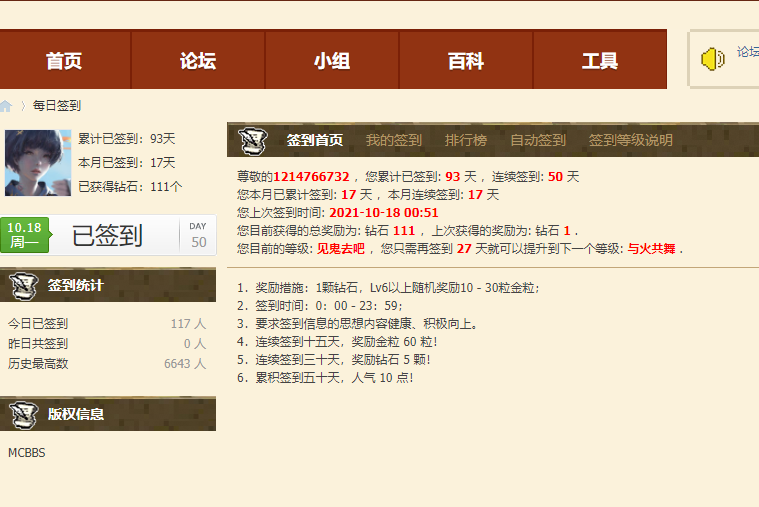 首页 论坛 小组 百科 工具
论坛
每日签到
累计已签到：93天
本月已签到：17天
已获得钻石：111个
10.18
周一
已签到
DAY
50
签到统计
今日已签到 117 人
昨日共签到 0 人
历史最高数 6643 人
版权信息
MCBBS
签到首页 我的签到 排行榜 自动签到 签到等级说明
尊敬的1214766732 ，您累计已签到: 93 天 ，连续签到: 50 天
您本月已累计签到: 17 天 ，本月连续签到: 17 天
您上次签到时间: 2021-10-18 00:51
您目前获得的总奖励为: 钻石 111 ，上次获得的奖励为: 钻石 1 .
您目前的等级: 见鬼去吧 ，您只需再签到 27 天就可以提升到下一个等级: 与火共舞 .
1．奖励措施：1颗钻石，Lv6以上随机奖励10 - 30粒金粒；
2．签到时间：0：00 - 23：59；
3．要求签到信息的思想内容健康、积极向上。
4．连续签到十五天，奖励金粒 60 粒！
5．连续签到三十天，奖励钻石 5 颗！
6．累积签到五十天，人气 10 点！